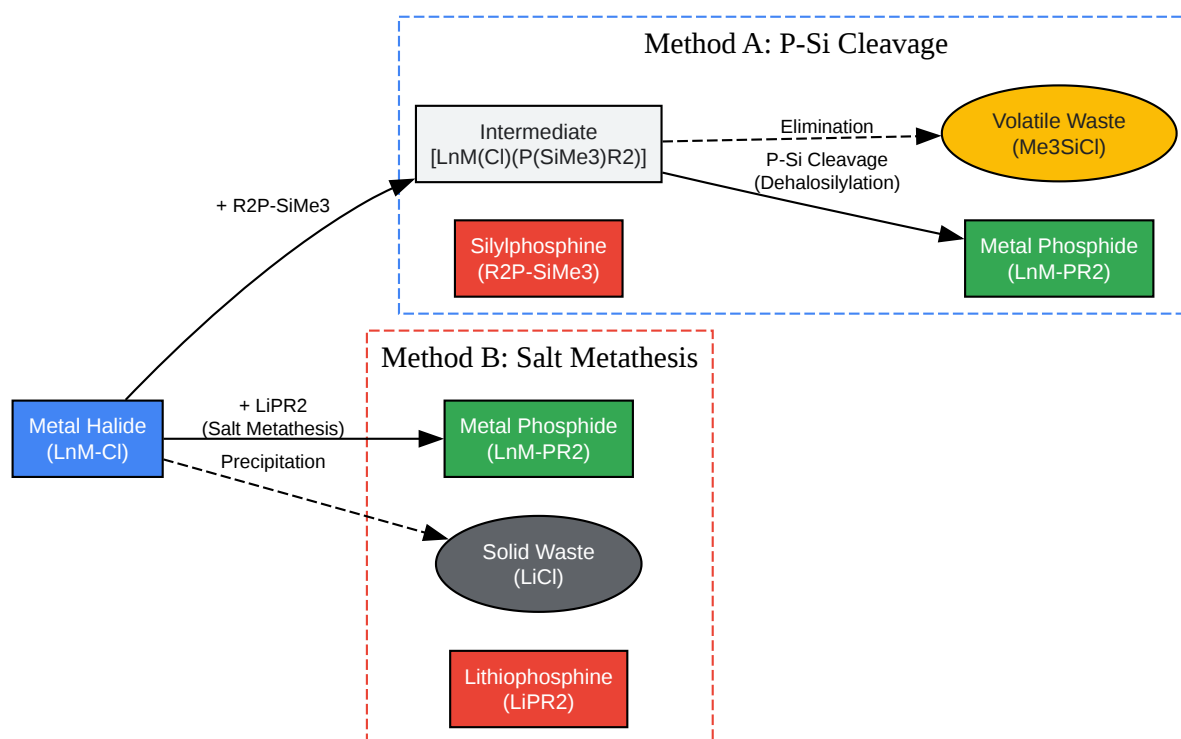 Method A: P-Si Cleavage
Intermediate
[LnM(Cl)(P(SiMe3)R2)]
Elimination
Volatile Waste
(Me3SiCl)
P-Si Cleavage
(Dehalosilylation)
+ R2P-SiMe3
Silylphosphine
(R2P-SiMe3)
Metal Phosphide
(LnM-PR2)
Method B: Salt Metathesis
Metal Halide
(LnM-Cl)
+ LiPR2
(Salt Metathesis)
Precipitation
Metal Phosphide
(LnM-PR2)
Solid Waste
(LiCl)
Lithiophosphine
(LiPR2)